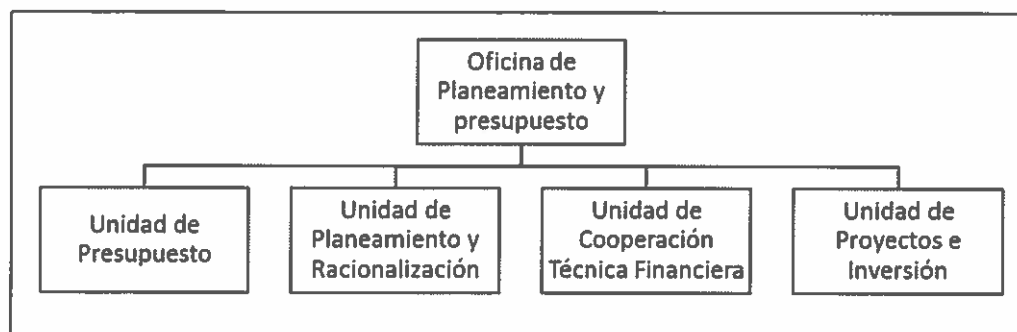 Oficina de
Planeamiento y
presupuesto
Unidad de
Presupuesto
Unidad de
Planeamiento y
Racionalización
Unidad de
Cooperación
Técnica Financiera
Unidad de
Proyectos e
Inversión